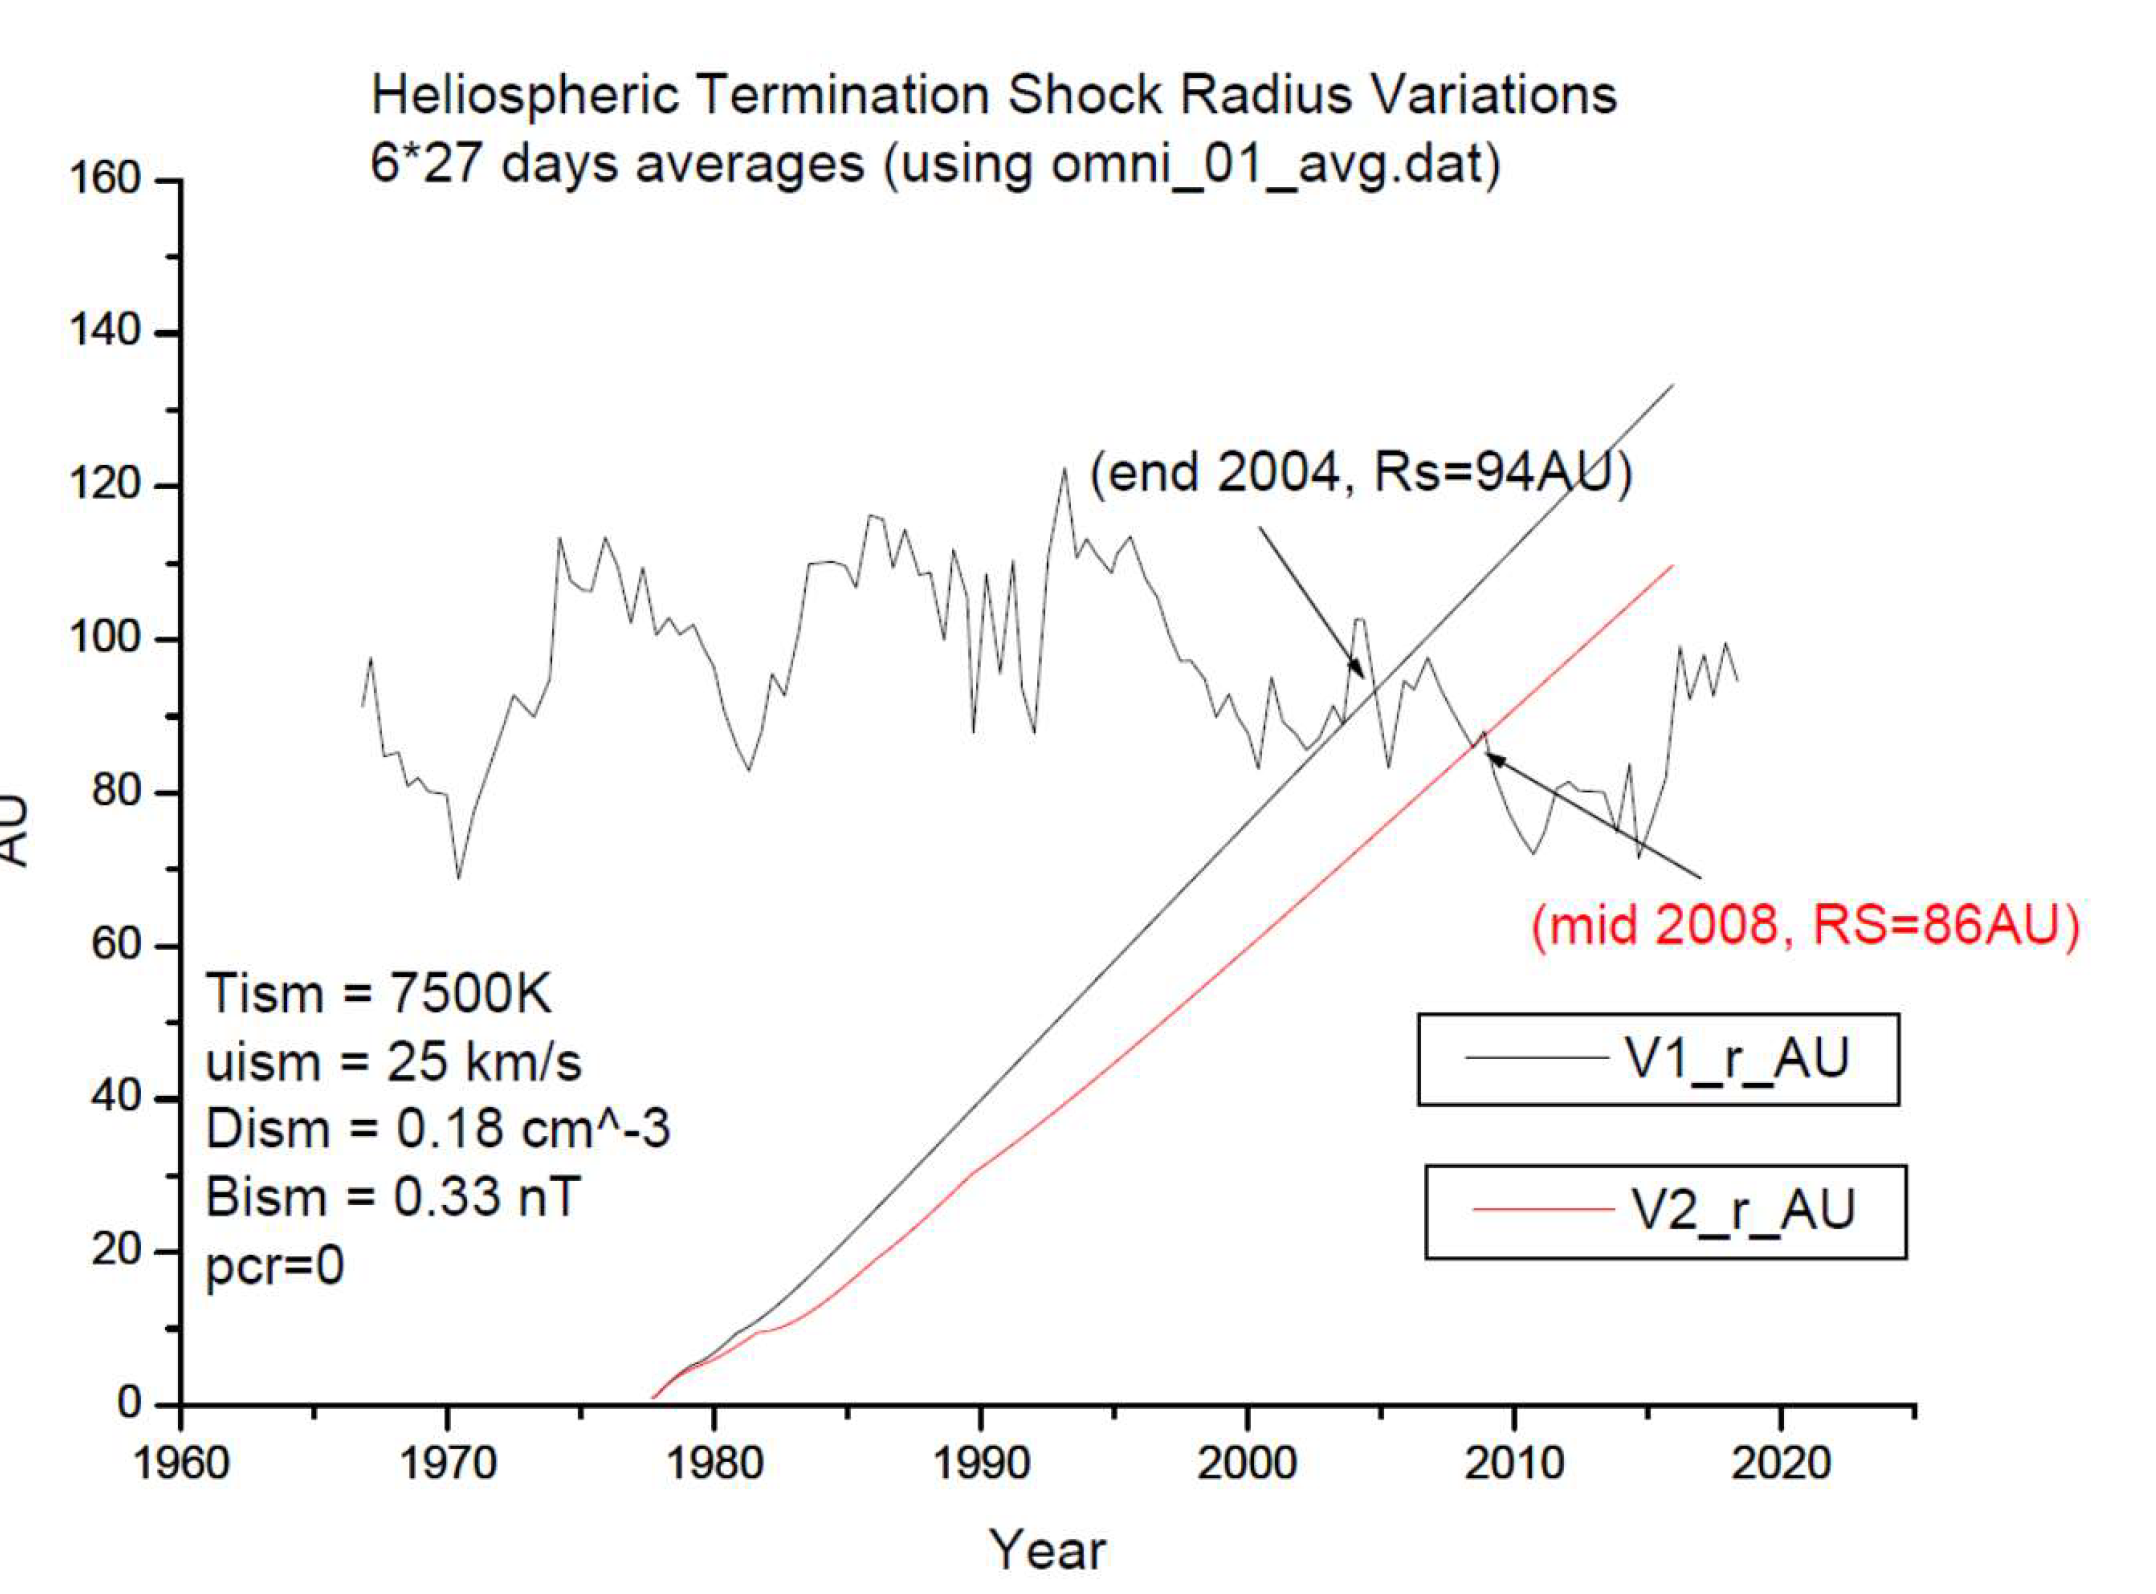 Heliospheric Termination Shock Radius Variations
6*27 days averages (using omni_01_avg.dat)
160
140
120
100
80
60
40
20
0
AU
(end 2004, Rs=94AU)
(mid 2008, RS=86AU)
Tism = 7500K
uism = 25 km/s
Dism = 0.18 cm^-3
Bism = 0.33 nT
pcr=0
V1_r_AU
V2_r_AU
1960 1970 1980 1990 2000 2010 2020
Year